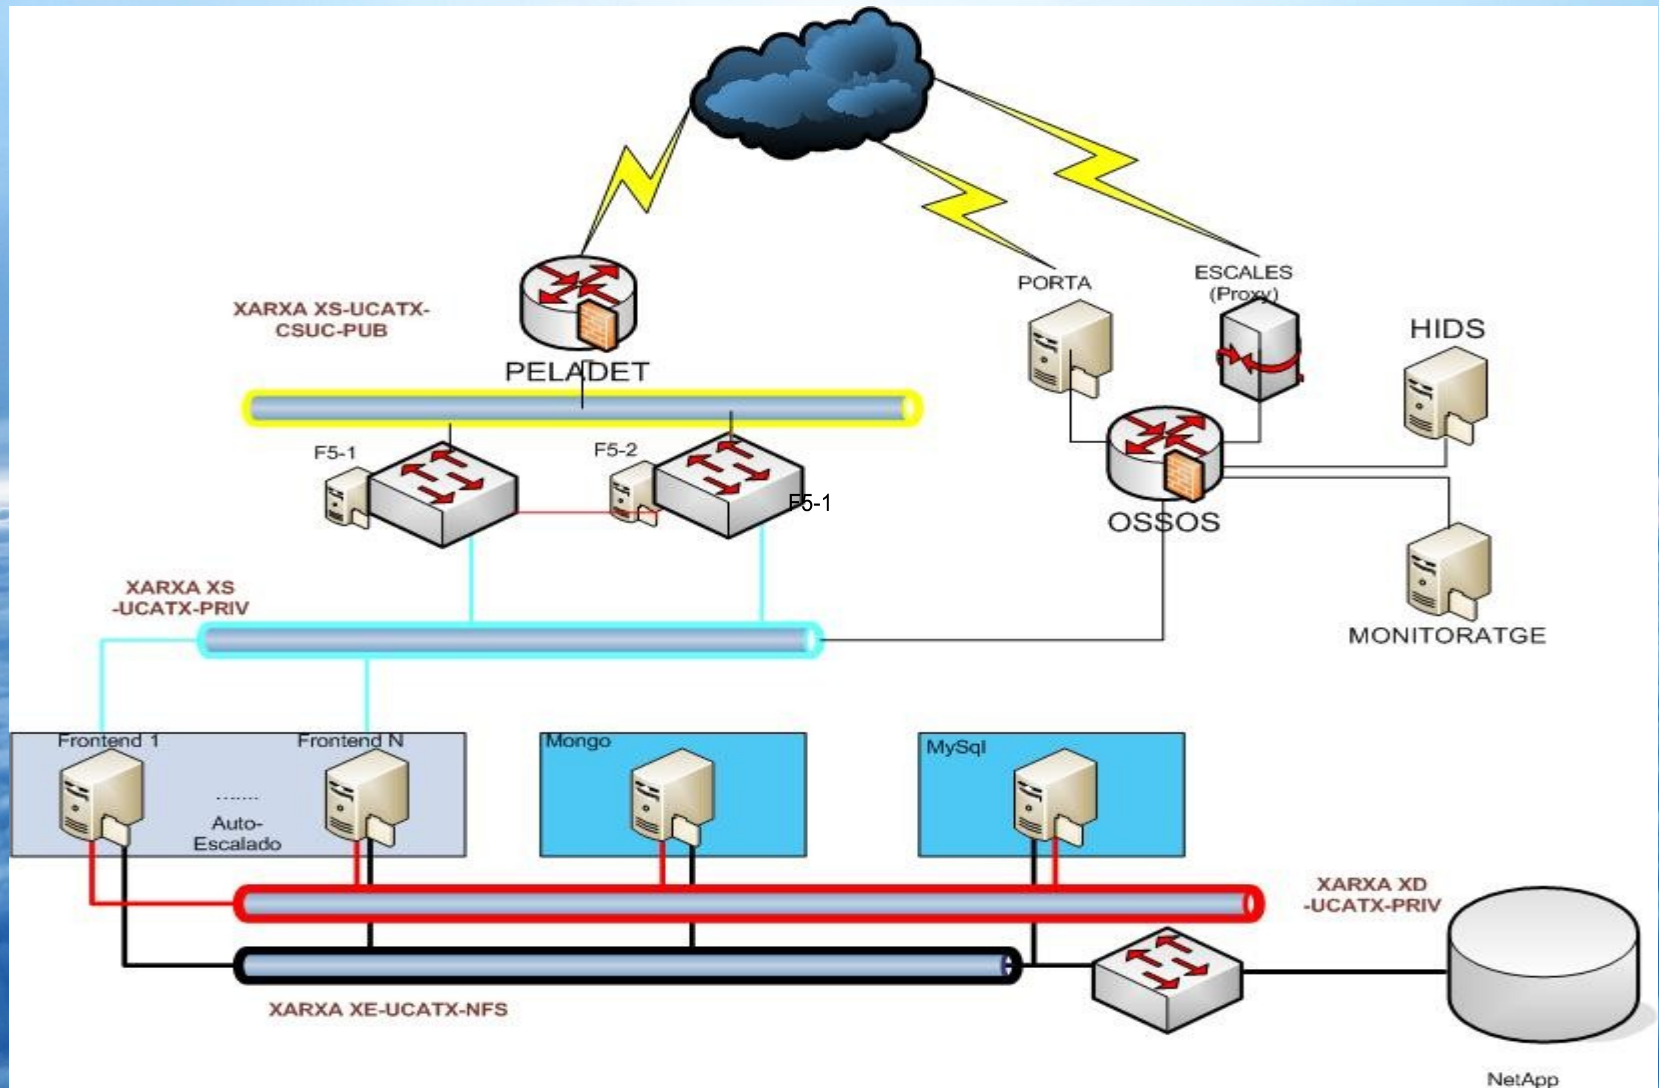 PORTA
ESCALES
(Proxy)
XARXA XS-UCATX-
CSUC-PUB
HIDS
PELADET
F5-1
F5-2
F5-1
OSSOS
XARXA XS
-UCATX-PRIV
MONITORATGE
Frontend 1
Frontend N
Mongo
MySql
.......
Auto-
Escalado
XARXA XD
-UCATX-PRIV
XARXA XE-UCATX-NFS
NetApp